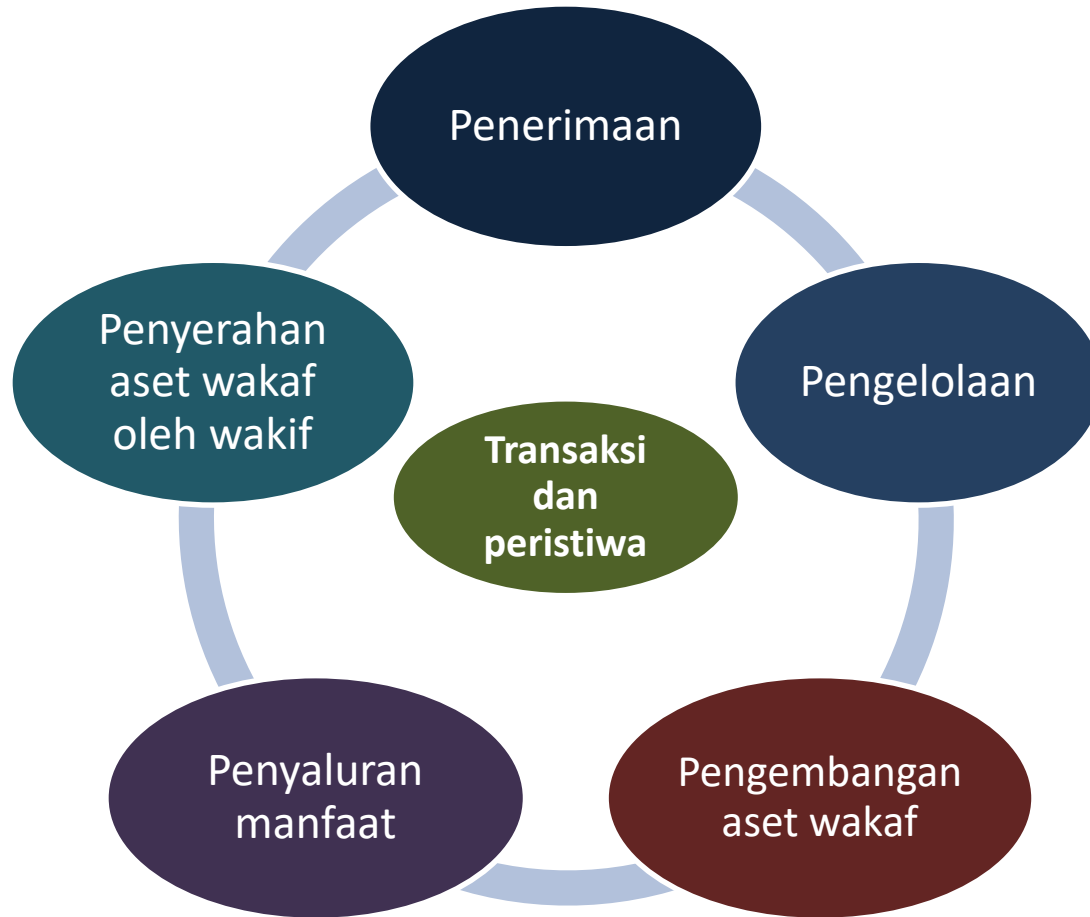 Penerimaan
Pengelolaan
Pengembangan
aset wakaf
Penyaluran
manfaat
Penyerahan
aset wakaf
oleh wakif
Transaksi
dan
peristiwa